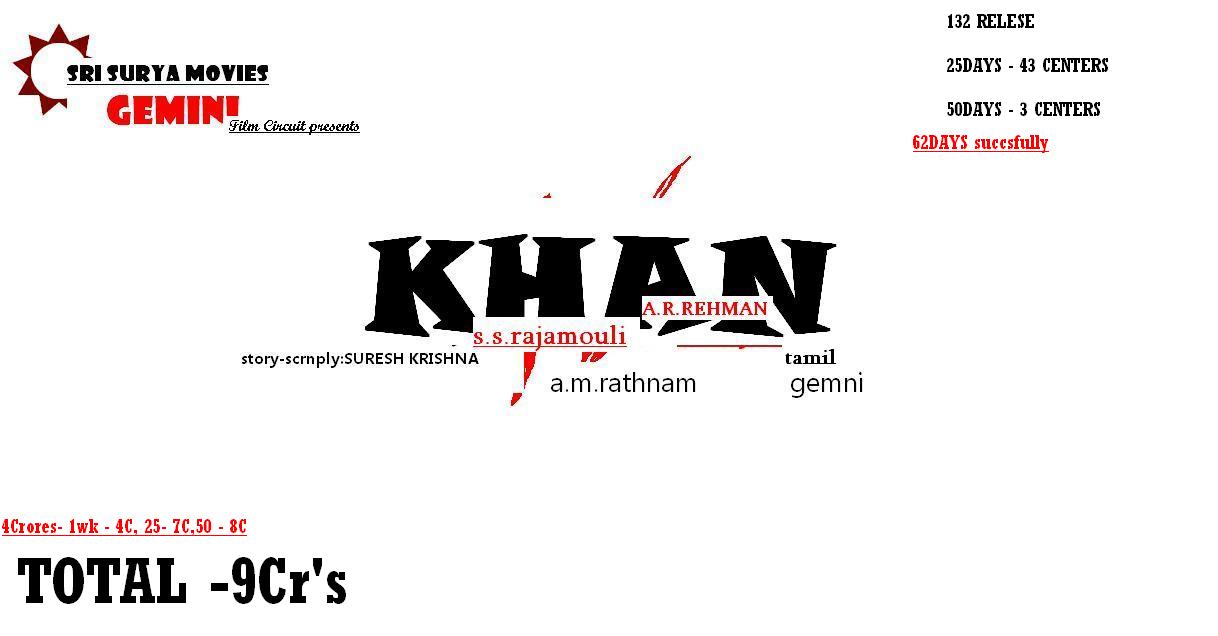 SRI SURYA MOVIES
GEMINI
Film Circuit presents
132 RELESE
25DAYS - 43 CENTERS
50DAYS - 3 CENTERS
62DAYS succsfully
KHAN
A.R.REHMAN
s.s.rajamouli
story-scrnply:SURESH KRISHNA
tamil
a.m.rathnam
gemni
4Crores- 1wk - 4C, 25- 7C,50 - 8C
TOTAL -9Cr's